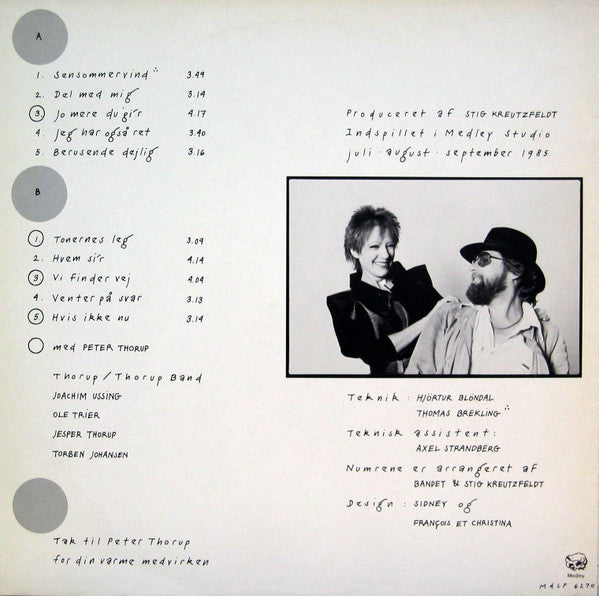 A
1. Sensommervind ∴ 3.49
2. Del med mig 3.14
3. Jo mere du gi'r 4.17
4. Jeg har også ret 3.40
5. Berusende dejlig 3.16
B
1. Tonernes leg 3.09
2. Hvem si'r 4.14
3. Vi finder vej 4.04
4. Venter på svar 3.13
5. Hvis ikke nu 3.14
med PETER THORUP
Thorup / Thorup Band
JOACHIM USSING
OLE TRIER
JESPER THORUP
TORBEN JOHANSEN
Tak til Peter Thorup
for din varme medvirken
Produceret af STIG KREUTZFELDT
Indspillet i Medley Studio
juli · august · september 1985
Teknik : HJÖRTUR BLÖNDAL
THOMAS BREKLING ∴
Teknisk assistent:
AXEL STRANDBERG
Numrene er arrangeret af
BANDET & STIG KREUTZFELDT
Design : SIDNEY og
FRANÇOIS ET CHRISTINA
Medley
MdLP 6270